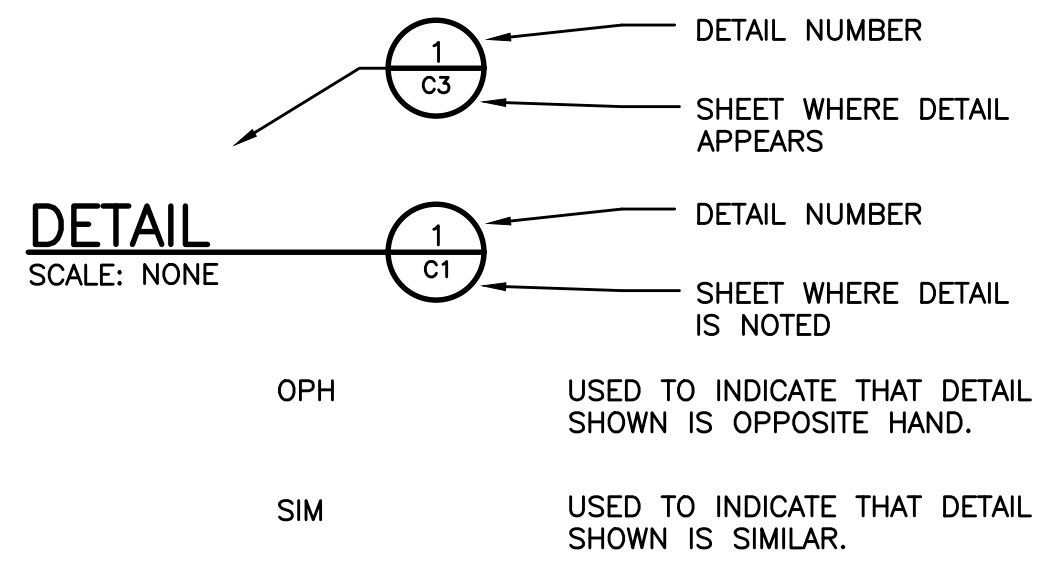 1
C3
DETAIL NUMBER
SHEET WHERE DETAIL
APPEARS
DETAIL
SCALE: NONE
1
C1
DETAIL NUMBER
SHEET WHERE DETAIL
IS NOTED
OPH
USED TO INDICATE THAT DETAIL
SHOWN IS OPPOSITE HAND.
SIM
USED TO INDICATE THAT DETAIL
SHOWN IS SIMILAR.